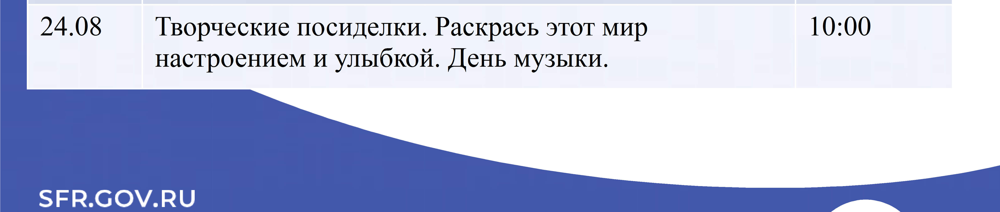 24.08
Творческие посиделки. Раскрась этот мир
настроением и улыбкой. День музыки.
10:00
SFR.GOV.RU